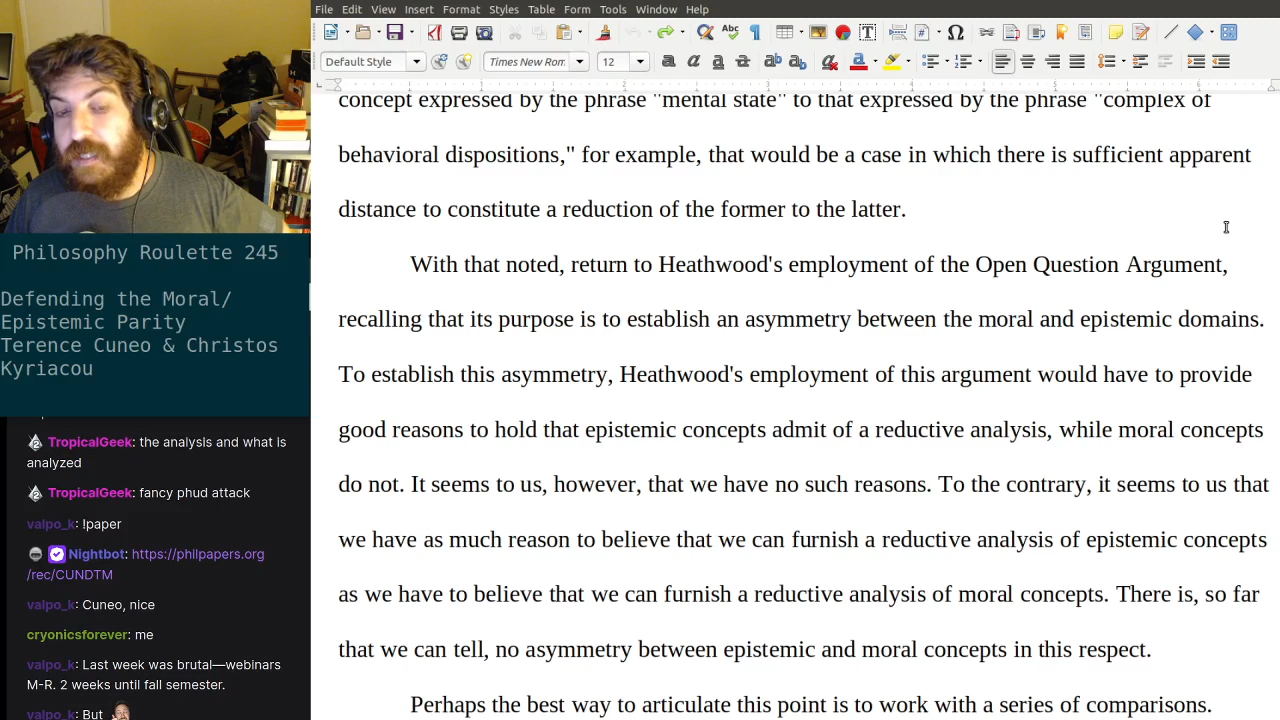 File Edit View Insert Format Styles Table Form Tools Window Help
Default Style
Times New Rom
12
concept expressed by the phrase "mental state" to that expressed by the phrase "complex of
behavioral dispositions," for example, that would be a case in which there is sufficient apparent
distance to constitute a reduction of the former to the latter.
With that noted, return to Heathwood's employment of the Open Question Argument,
recalling that its purpose is to establish an asymmetry between the moral and epistemic domains.
To establish this asymmetry, Heathwood's employment of this argument would have to provide
good reasons to hold that epistemic concepts admit of a reductive analysis, while moral concepts
do not. It seems to us, however, that we have no such reasons. To the contrary, it seems to us that
we have as much reason to believe that we can furnish a reductive analysis of epistemic concepts
as we have to believe that we can furnish a reductive analysis of moral concepts. There is, so far
that we can tell, no asymmetry between epistemic and moral concepts in this respect.
Perhaps the best way to articulate this point is to work with a series of comparisons.
Philosophy Roulette 245
Defending the Moral/
Epistemic Parity
Terence Cuneo & Christos
Kyriacou
TropicalGeek: the analysis and what is
analyzed
TropicalGeek: fancy phud attack
valpo_k: !paper
Nightbot: https://philpapers.org
/rec/CUNDTM
valpo_k: Cuneo, nice
cryonicsforever: me
valpo_k: Last week was brutal—webinars
M-R. 2 weeks until fall semester.
valpo_k: But